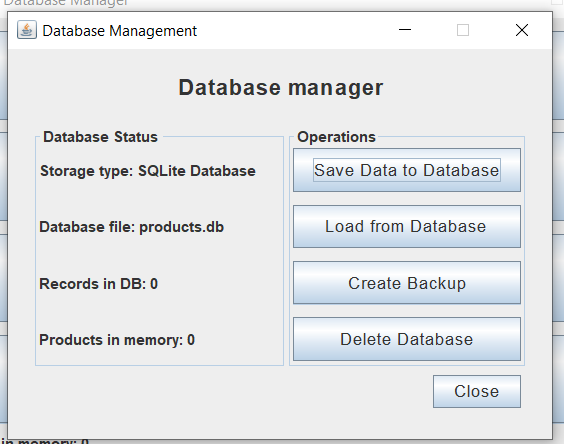 Database Manager
Database Management
Database manager
Database Status
Storage type: SQLite Database
Database file: products.db
Records in DB: 0
Products in memory: 0
Operations
Save Data to Database
Load from Database
Create Backup
Delete Database
Close
in memory: 0